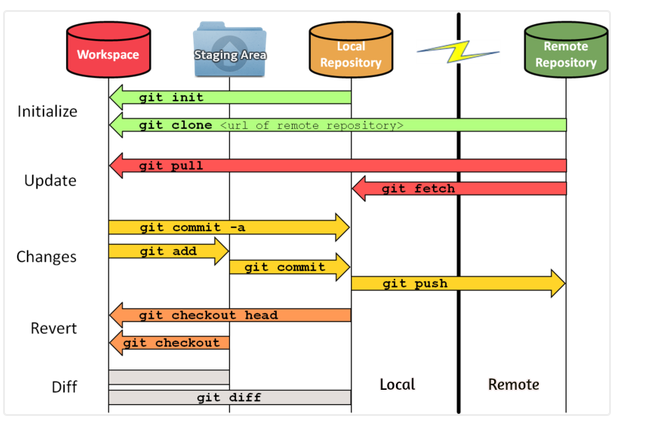 Workspace
Staging Area
Local
Repository
Remote
Repository
Initialize
git init
git clone <url of remote repository>
Update
git pull
git fetch
Changes
git commit -a
git add
git commit
git push
Revert
git checkout head
git checkout
Diff
git diff
Local
Remote